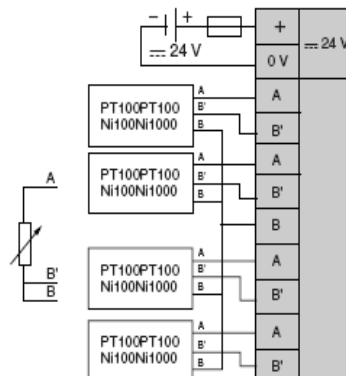 − + +
⎓ 24 V
0 V
⎓ 24 V
A
A
PT100PT100
B'
Ni100Ni1000
B
B'
A
A
PT100PT100
B'
Ni100Ni1000
B
B'
A
B
B'
B
A
A
PT100PT100
B'
Ni100Ni1000
B
B'
A
A
PT100PT100
B'
Ni100Ni1000
B
B'